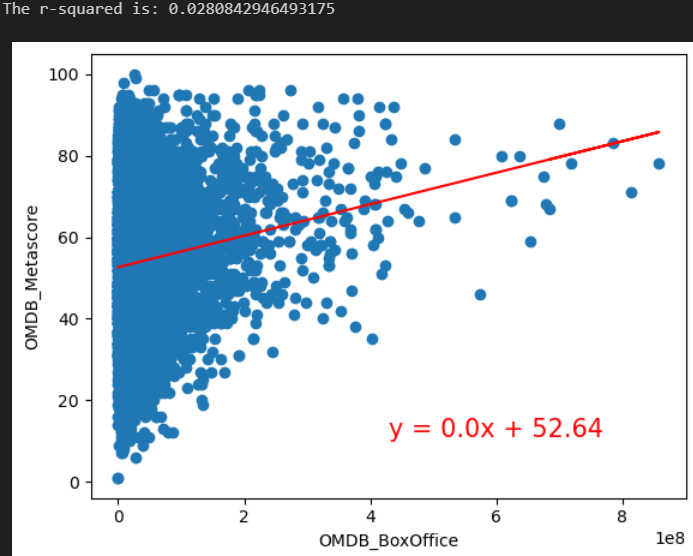 The r-squared is: 0.0280842946493175
100
80
60
40
20
0
OMDB_Metascore
y = 0.0x + 52.64
0 2 4 6 8
1e8
OMDB_BoxOffice